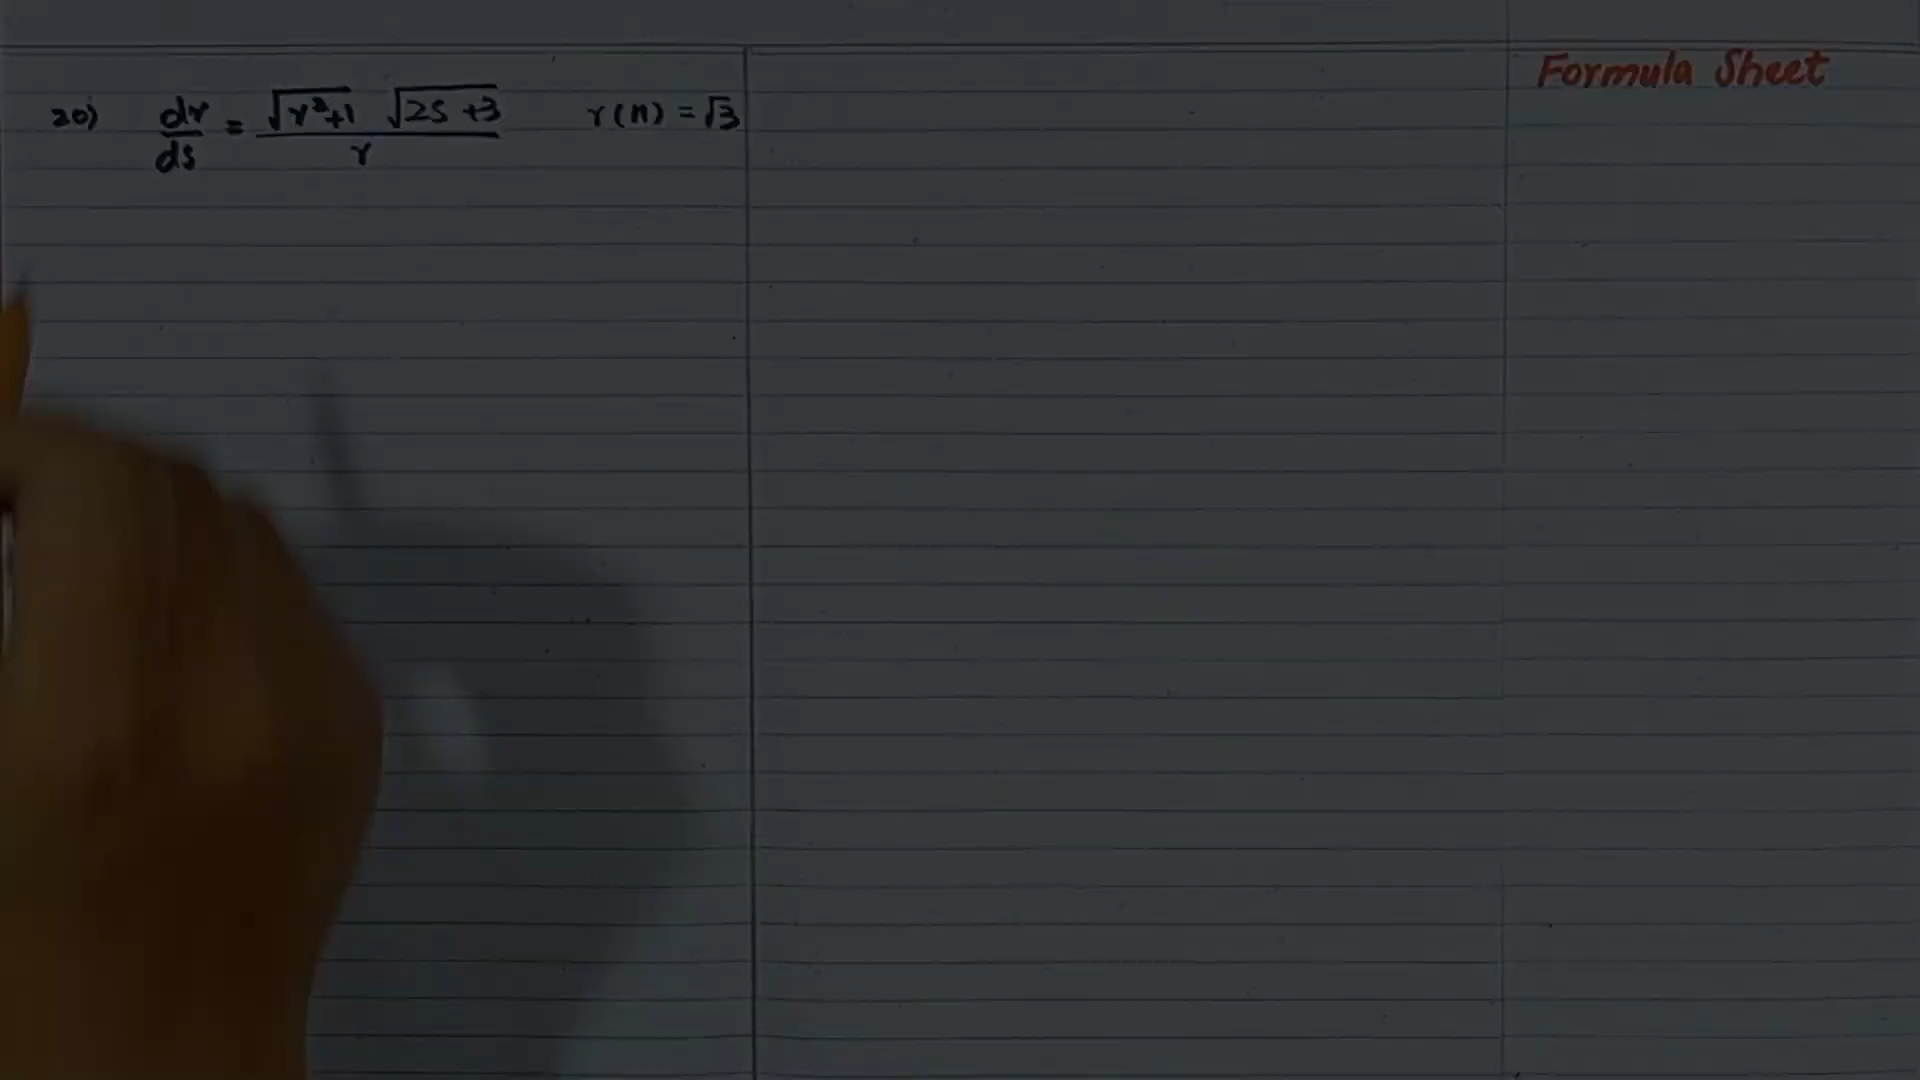 Formula Sheet
20) dr/ds = √(r²+1) √(2s+3) / r r(11) = √3